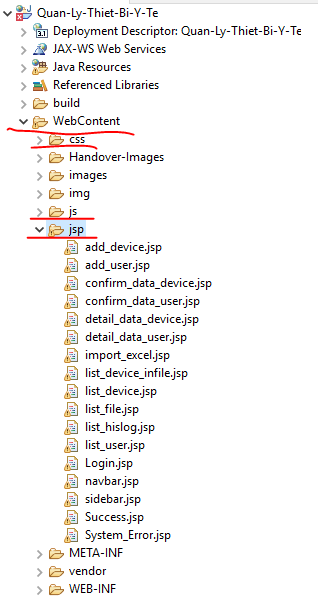 Quan-Ly-Thiet-Bi-Y-Te
Deployment Descriptor: Quan-Ly-Thiet-Bi-Y-Te
JAX-WS Web Services
Java Resources
Referenced Libraries
build
WebContent
css
Handover-Images
images
img
js
jsp
add_device.jsp
add_user.jsp
confirm_data_device.jsp
confirm_data_user.jsp
detail_data_device.jsp
detail_data_user.jsp
import_excel.jsp
list_device_infile.jsp
list_device.jsp
list_file.jsp
list_hislog.jsp
list_user.jsp
Login.jsp
navbar.jsp
sidebar.jsp
Success.jsp
System_Error.jsp
META-INF
vendor
WEB-INF